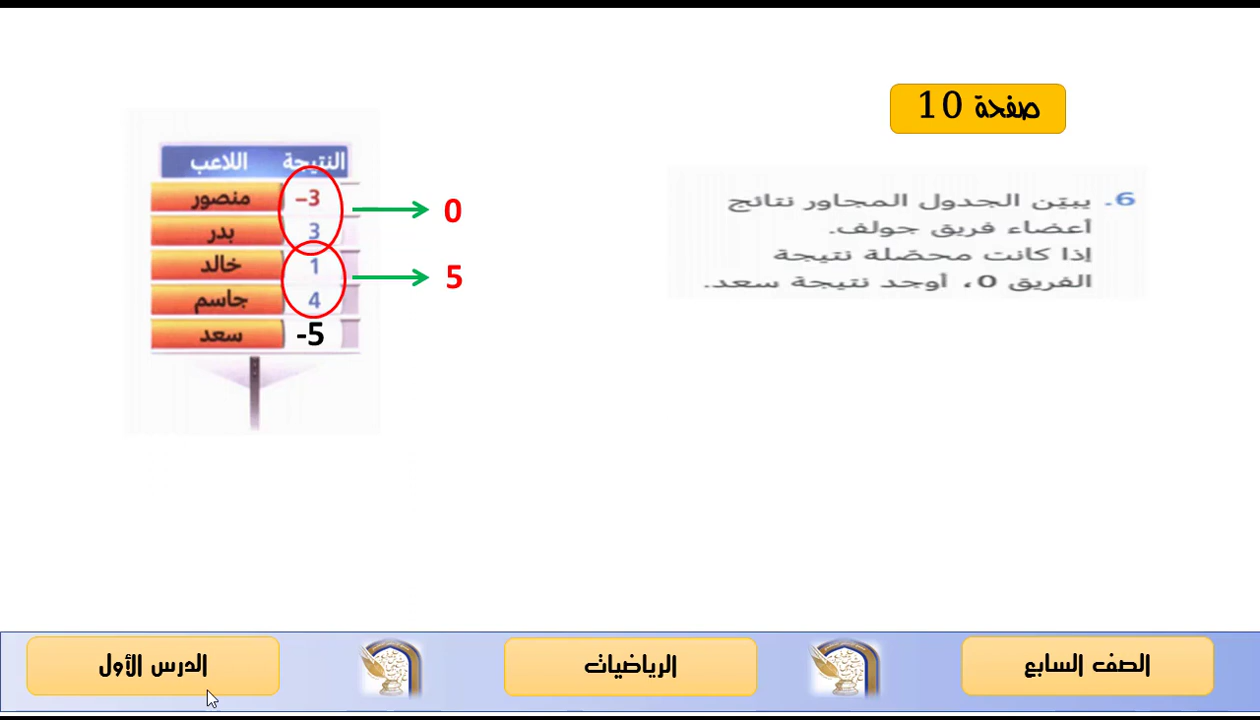 صفحة 10
6. يبيّن الجدول المجاور نتائج
أعضاء فريق جولف.
إذا كانت محصّلة نتيجة
الفريق 0، أوجد نتيجة سعد.
النتيجة اللاعب
–3 منصور
3 بدر
0
1 خالد
4 جاسم
5
-5 سعد
الصف السابع
الرياضيات
الدرس الأول